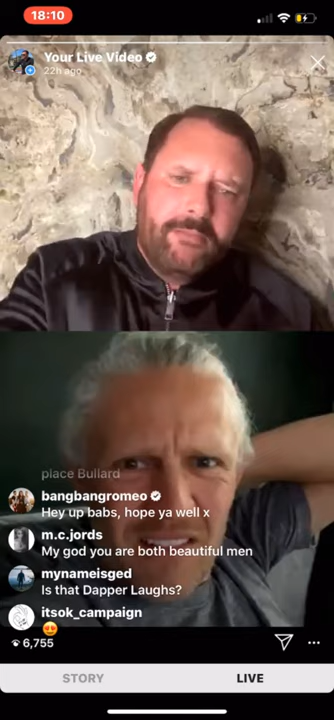 18:10
Your Live Video
22h ago
place Bullard
bangbangromeo
Hey up babs, hope ya well x
m.c.jords
My god you are both beautiful men
mynameisged
Is that Dapper Laughs?
itsok_campaign
😍
6,755
STORY LIVE